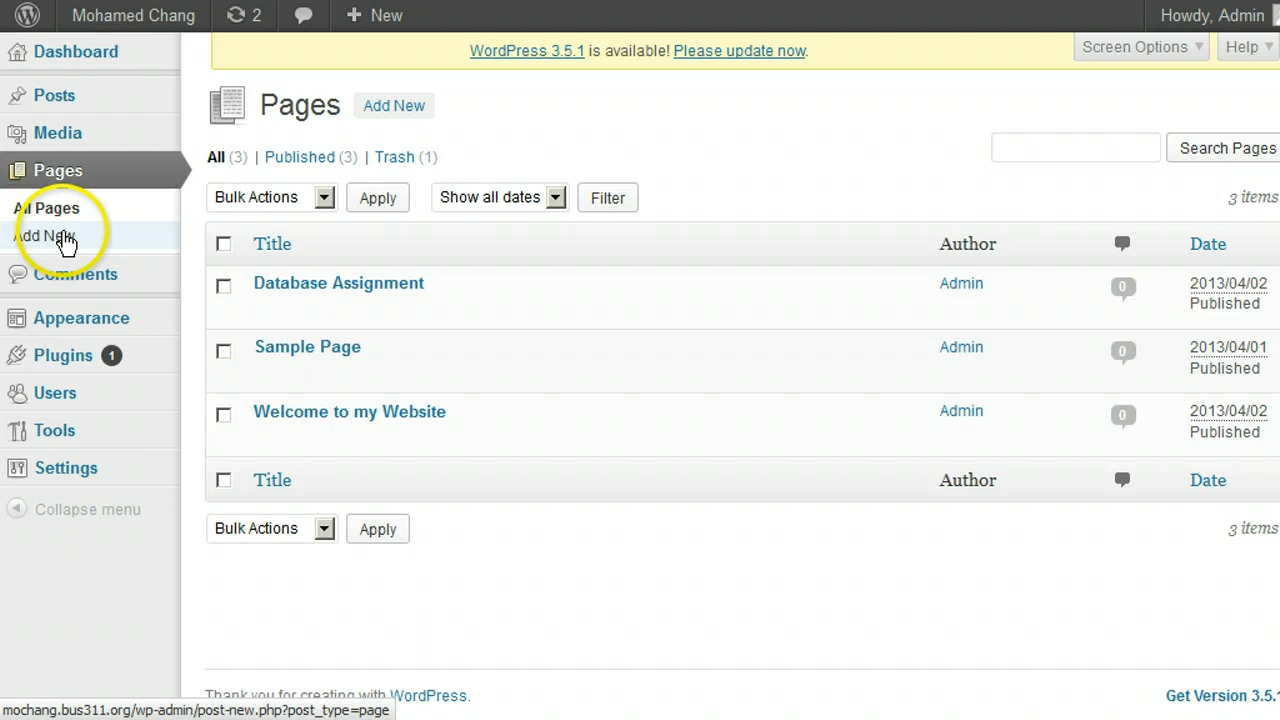 Mohamed Chang 2 + New Howdy, Admin
Dashboard
Posts
Media
Pages
All Pages
Add New
Comments
Appearance
Plugins 1
Users
Tools
Settings
Collapse menu
WordPress 3.5.1 is available! Please update now.
Screen Options Help
Pages Add New
All (3) | Published (3) | Trash (1)
Search Pages
Bulk Actions Apply Show all dates Filter 3 items
Title Author Date
Database Assignment Admin 0 2013/04/02
Published
Sample Page Admin 0 2013/04/01
Published
Welcome to my Website Admin 0 2013/04/02
Published
Title Author Date
Bulk Actions Apply 3 items
Thank you for creating with WordPress. Get Version 3.5.1
mochang.bus311.org/wp-admin/post-new.php?post_type=page